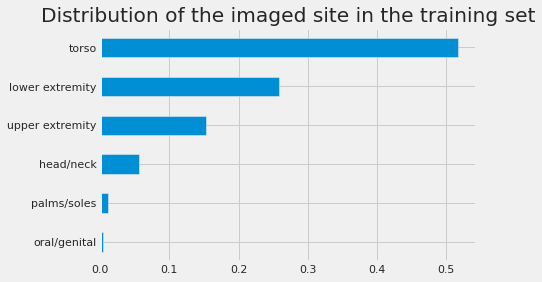 Distribution of the imaged site in the training set
torso
lower extremity
upper extremity
head/neck
palms/soles
oral/genital
0.0 0.1 0.2 0.3 0.4 0.5